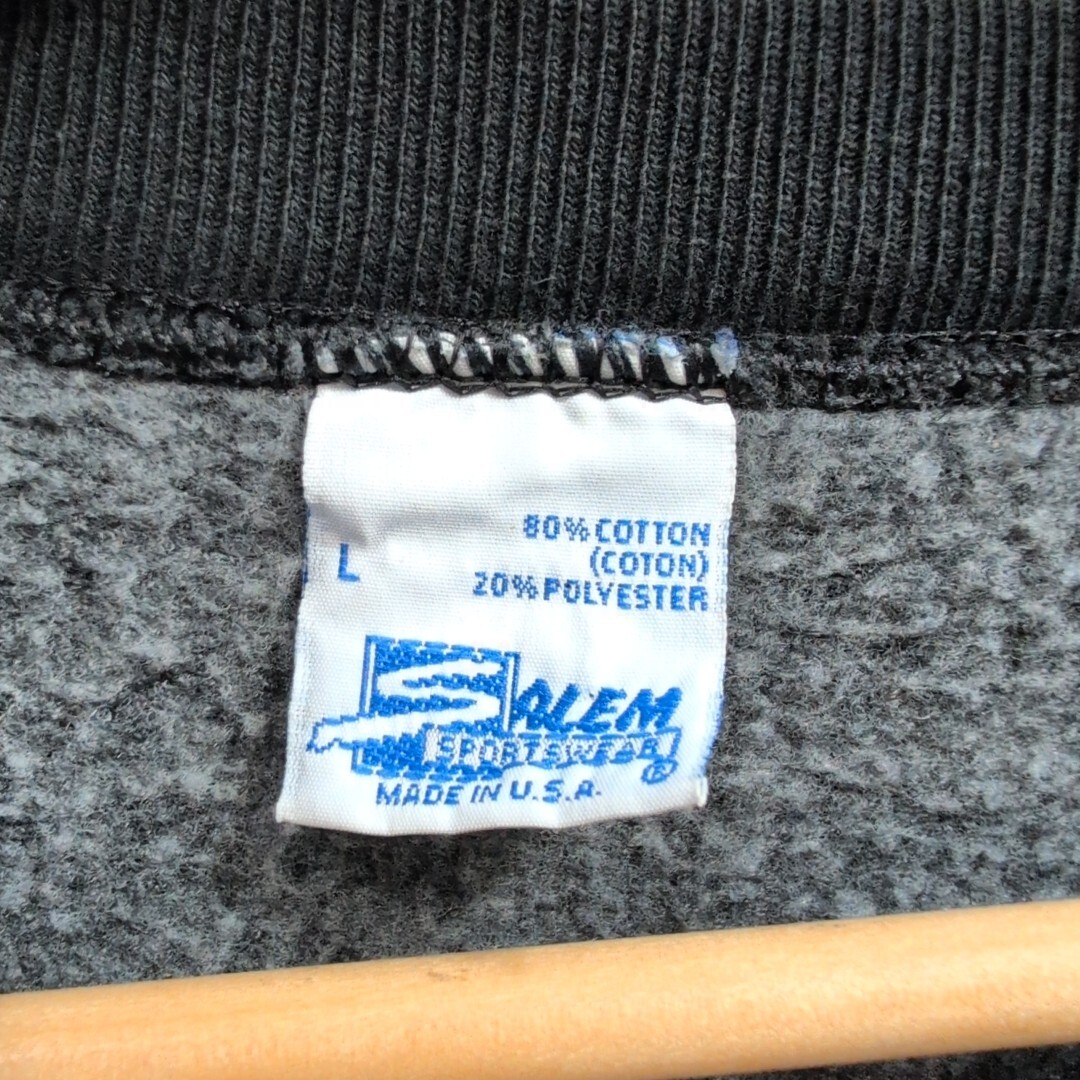 80% COTTON
(COTON)
L
20% POLYESTER
SALEM
SPORTSWEAR ®
MADE IN U.S.A.